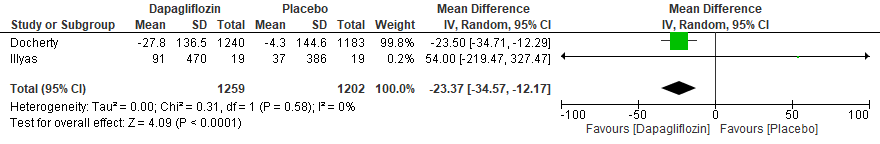 Dapagliflozin Placebo Mean Difference Mean Difference
Study or Subgroup Mean SD Total Mean SD Total Weight IV, Random, 95% CI IV, Random, 95% CI
Docherty -27.8 136.5 1240 -4.3 144.6 1183 99.8% -23.50 [-34.71, -12.29]
Illyas 91 470 19 37 386 19 0.2% 54.00 [-219.47, 327.47]
Total (95% CI) 1259 1202 100.0% -23.37 [-34.57, -12.17]
Heterogeneity: Tau² = 0.00; Chi² = 0.31, df = 1 (P = 0.58); I² = 0%
Test for overall effect: Z = 4.09 (P < 0.0001)
-100 -50 0 50 100
Favours [Dapagliflozin] Favours [Placebo]